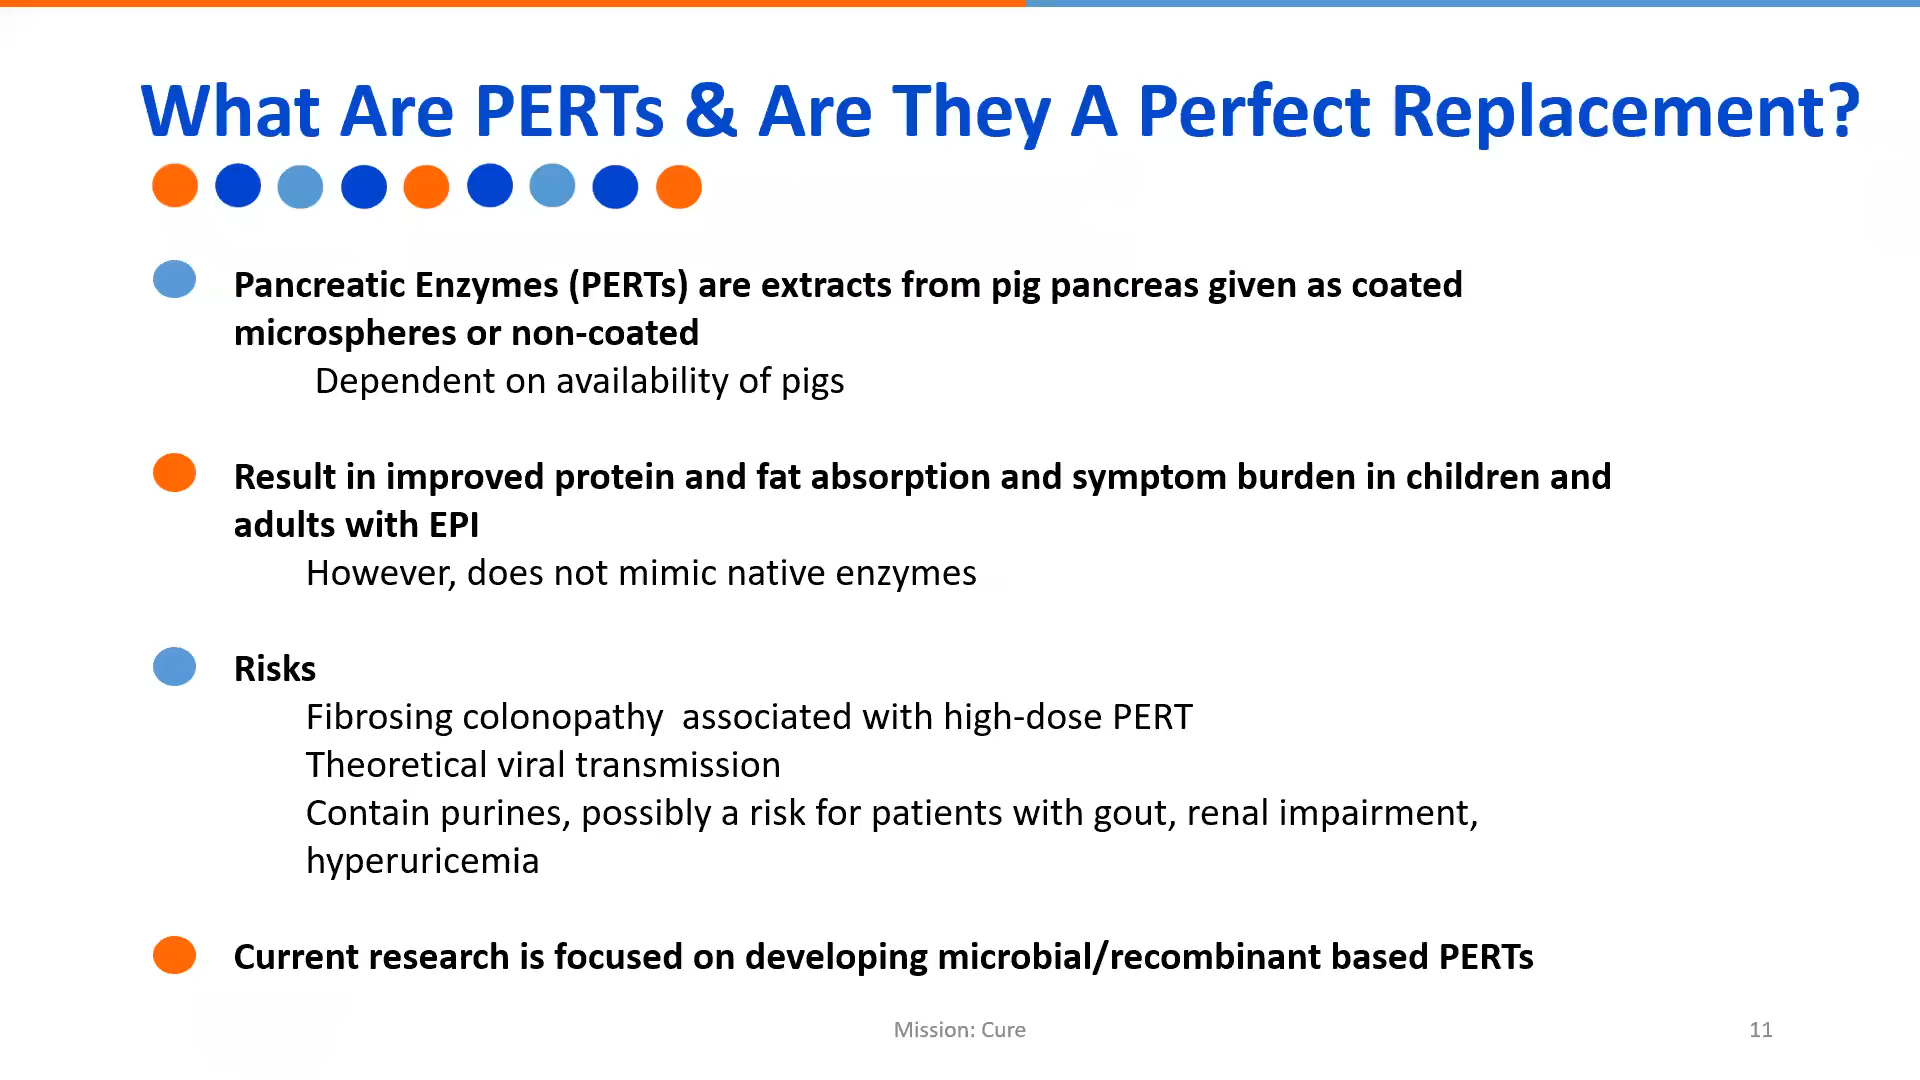 What Are PERTs & Are They A Perfect Replacement?
Pancreatic Enzymes (PERTs) are extracts from pig pancreas given as coated
microspheres or non-coated
Dependent on availability of pigs
Result in improved protein and fat absorption and symptom burden in children and
adults with EPI
However, does not mimic native enzymes
Risks
Fibrosing colonopathy  associated with high-dose PERT
Theoretical viral transmission
Contain purines, possibly a risk for patients with gout, renal impairment,
hyperuricemia
Current research is focused on developing microbial/recombinant based PERTs
Mission: Cure
11